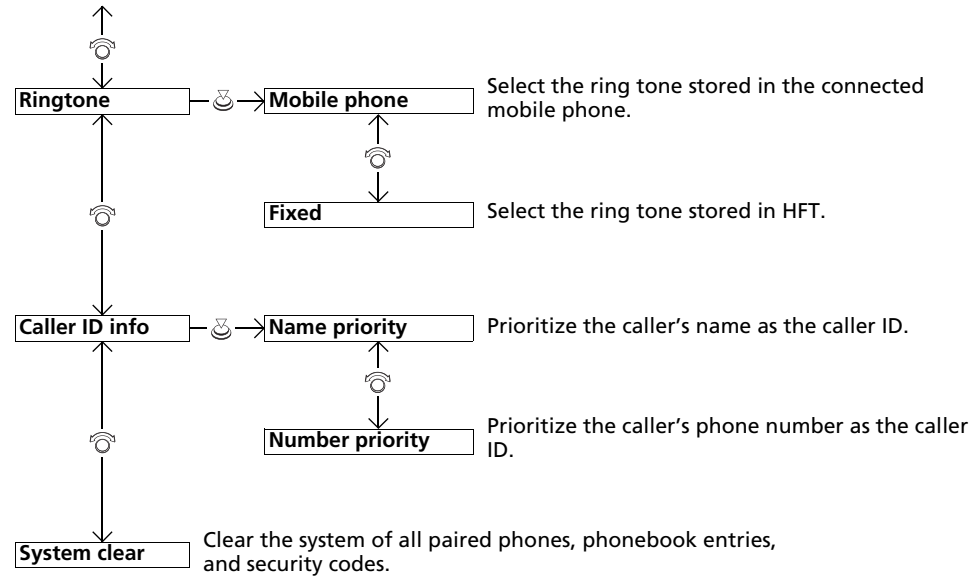 Ringtone
Mobile phone
Select the ring tone stored in the connected
mobile phone.
Fixed
Select the ring tone stored in HFT.
Caller ID info
Name priority
Prioritize the caller’s name as the caller ID.
Number priority
Prioritize the caller’s phone number as the caller
ID.
System clear
Clear the system of all paired phones, phonebook entries,
and security codes.